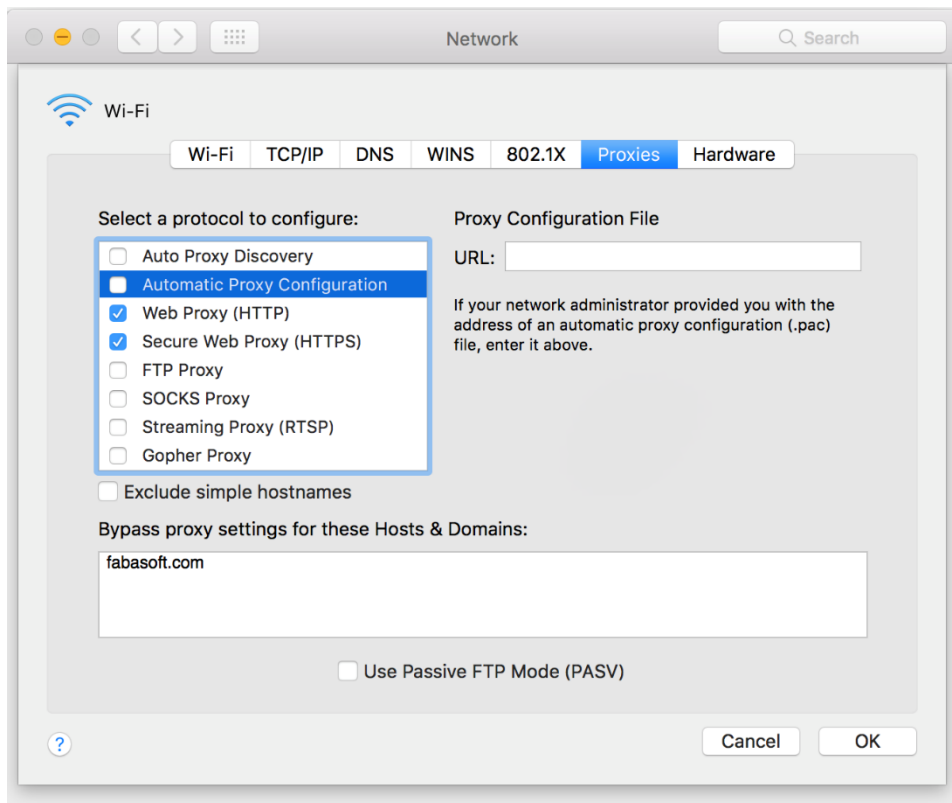 Network
Search
Wi-Fi
Wi-Fi TCP/IP DNS WINS 802.1X Proxies Hardware
Select a protocol to configure:
Auto Proxy Discovery
Automatic Proxy Configuration
Web Proxy (HTTP)
Secure Web Proxy (HTTPS)
FTP Proxy
SOCKS Proxy
Streaming Proxy (RTSP)
Gopher Proxy
Exclude simple hostnames
Proxy Configuration File
URL:
If your network administrator provided you with the
address of an automatic proxy configuration (.pac)
file, enter it above.
Bypass proxy settings for these Hosts & Domains:
fabasoft.com
Use Passive FTP Mode (PASV)
?
Cancel
OK